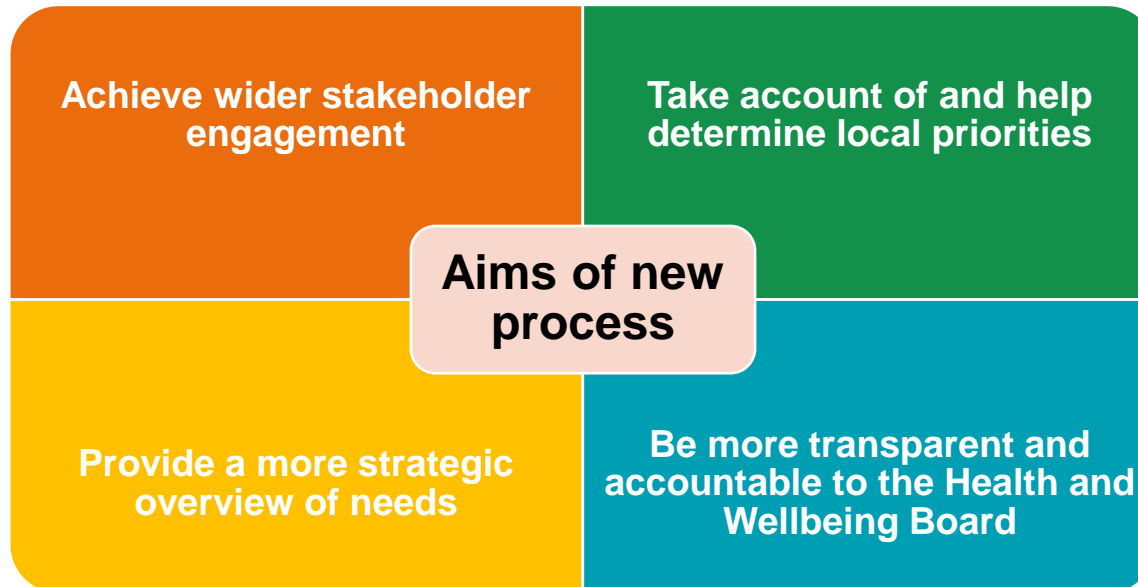 Achieve wider stakeholder
engagement
Take account of and help
determine local priorities
Aims of new
process
Provide a more strategic
overview of needs
Be more transparent and
accountable to the Health and
Wellbeing Board